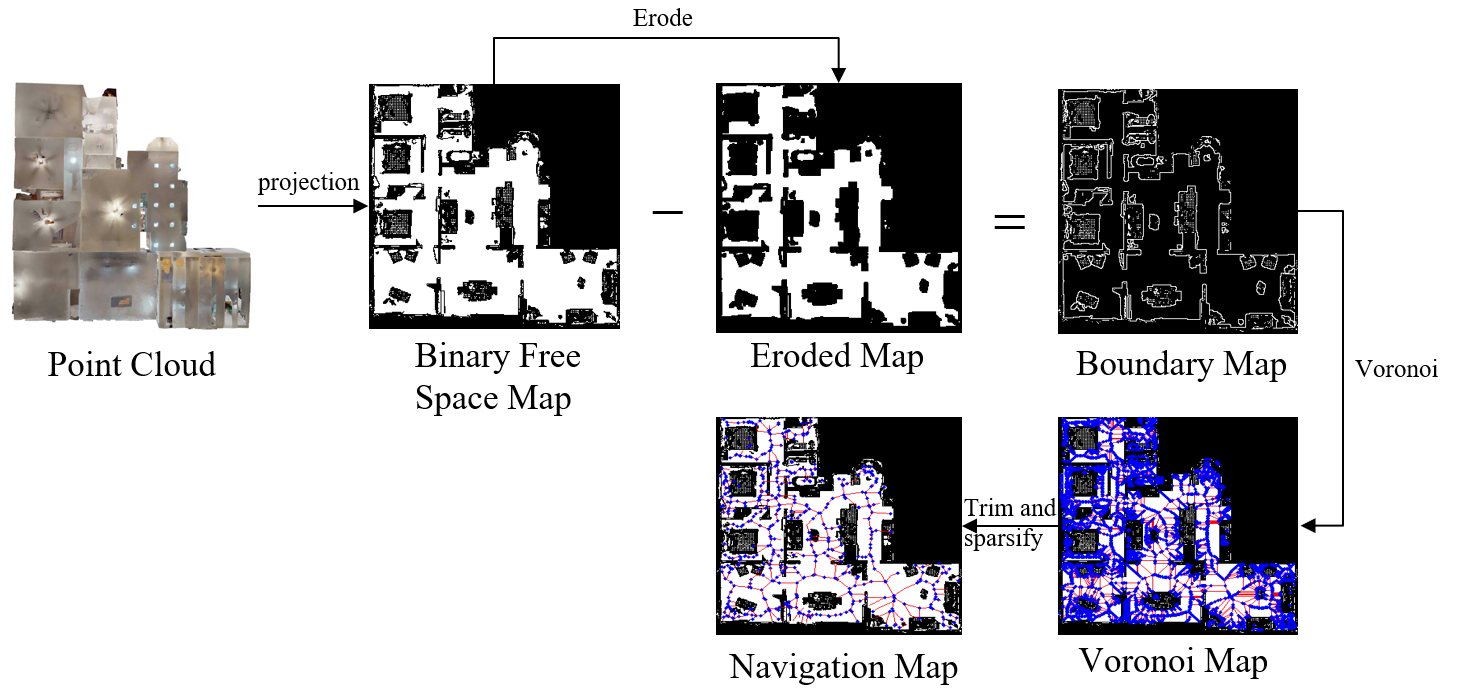 Erode
projection
−
=
Point Cloud
Binary Free
Space Map
Eroded Map
Boundary Map
Voronoi
Trim and
sparsify
Navigation Map
Voronoi Map